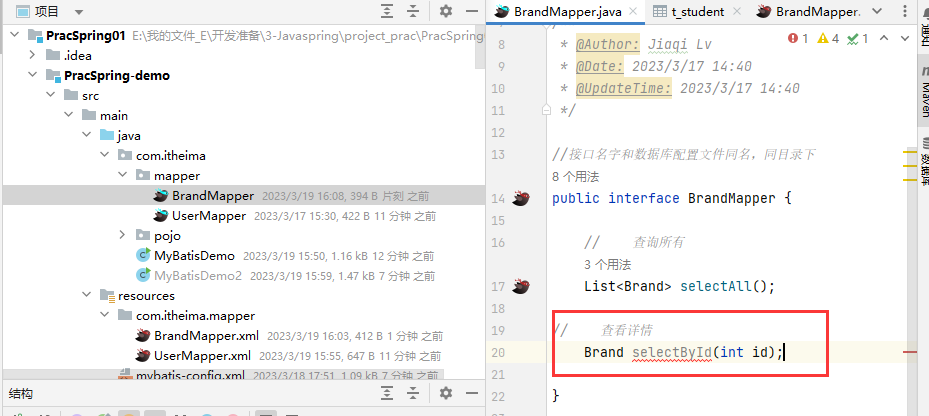 项目
PracSpring01 E:\我的文件_E\开发准备\3-Javaspring\project_prac\PracSpring
.idea
PracSpring-demo
src
main
java
com.itheima
mapper
BrandMapper 2023/3/19 16:08, 394 B 片刻 之前
UserMapper 2023/3/17 15:30, 422 B 11 分钟 之前
pojo
MyBatisDemo 2023/3/19 15:50, 1.16 kB 12 分钟 之前
MyBatisDemo2 2023/3/19 15:59, 1.47 kB 7 分钟 之前
resources
com.itheima.mapper
BrandMapper.xml 2023/3/19 16:03, 412 B 1 分钟 之前
UserMapper.xml 2023/3/19 15:55, 647 B 11 分钟 之前
mybatis-config.xml 2023/3/18 17:51, 1.09 kB 7 分钟 之前
结构
BrandMapper.java
t_student
BrandMapper.
1 4 1
8 * @Author: Jiaqi Lv
9 * @Date: 2023/3/17 14:40
10 * @UpdateTime: 2023/3/17 14:40
11 */
12
13 //接口名字和数据库配置文件同名，同目录下
8 个用法
14 public interface BrandMapper {
15
16 // 查询所有
3 个用法
17 List<Brand> selectAll();
18
19 // 查看详情
20 Brand selectById(int id);
21
22 }
通知
Maven
数据库